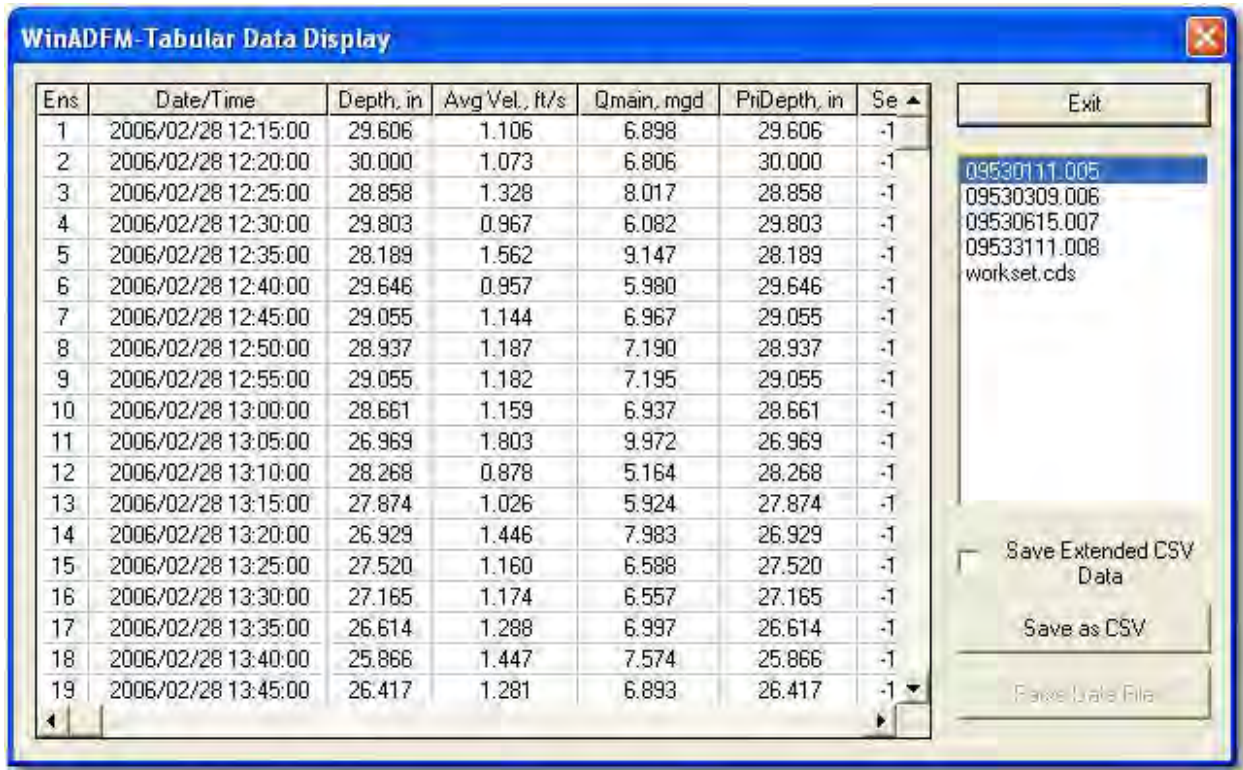 WinADFM-Tabular Data Display
Ens Date/Time Depth, in Avg Vel., ft/s Qmain, mgd PriDepth, in Se
1 2006/02/28 12:15:00 29.606 1.106 6.898 29.606 -1
2 2006/02/28 12:20:00 30.000 1.073 6.806 30.000 -1
3 2006/02/28 12:25:00 28.858 1.328 8.017 28.858 -1
4 2006/02/28 12:30:00 29.803 0.967 6.082 29.803 -1
5 2006/02/28 12:35:00 28.189 1.562 9.147 28.189 -1
6 2006/02/28 12:40:00 29.646 0.957 5.980 29.646 -1
7 2006/02/28 12:45:00 29.055 1.144 6.967 29.055 -1
8 2006/02/28 12:50:00 28.937 1.187 7.190 28.937 -1
9 2006/02/28 12:55:00 29.055 1.182 7.195 29.055 -1
10 2006/02/28 13:00:00 28.661 1.159 6.937 28.661 -1
11 2006/02/28 13:05:00 26.969 1.803 9.972 26.969 -1
12 2006/02/28 13:10:00 28.268 0.878 5.164 28.268 -1
13 2006/02/28 13:15:00 27.874 1.026 5.924 27.874 -1
14 2006/02/28 13:20:00 26.929 1.446 7.983 26.929 -1
15 2006/02/28 13:25:00 27.520 1.160 6.588 27.520 -1
16 2006/02/28 13:30:00 27.165 1.174 6.557 27.165 -1
17 2006/02/28 13:35:00 26.614 1.288 6.997 26.614 -1
18 2006/02/28 13:40:00 25.866 1.447 7.574 25.866 -1
19 2006/02/28 13:45:00 26.417 1.281 6.893 26.417 -1
Exit
09530111.005
09530309.006
09530615.007
09533111.008
workset.cds
Save Extended CSV
Data
Save as CSV
Data File